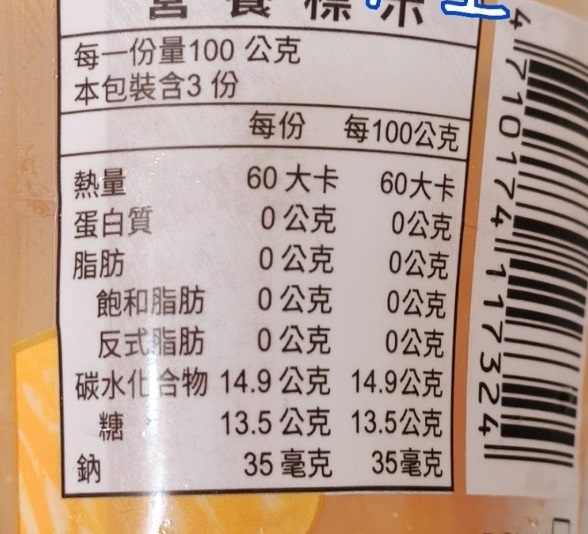 營養標示
每一份量100 公克
本包裝含3 份
每份 每100公克
熱量 60 大卡 60大卡
蛋白質 0 公克 0公克
脂肪 0 公克 0公克
飽和脂肪 0 公克 0公克
反式脂肪 0 公克 0公克
碳水化合物 14.9 公克 14.9公克
糖 13.5 公克 13.5公克
鈉 35 毫克 35毫克
4 710174 117324